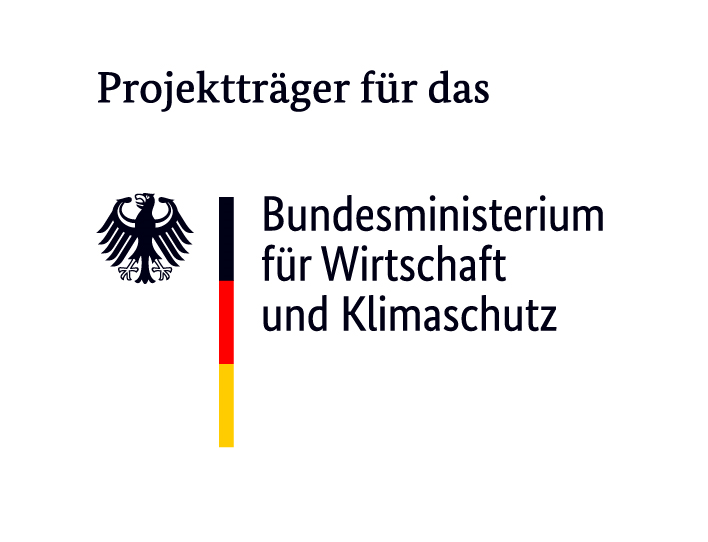 Projektträger für das
Bundesministerium
für Wirtschaft
und Klimaschutz